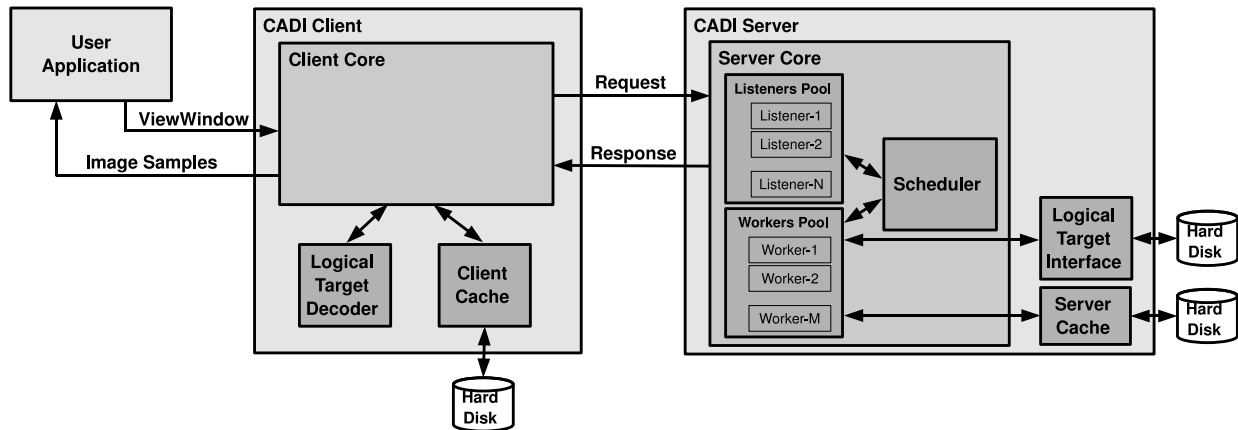 User
Application
ViewWindow
Image Samples
CADI Client
Client Core
Logical
Target
Decoder
Client
Cache
Hard
Disk
Request
Response
CADI Server
Server Core
Listeners Pool
Listener-1
Listener-2
Listener-N
Scheduler
Workers Pool
Worker-1
Worker-2
Worker-M
Logical
Target
Interface
Hard
Disk
Server
Cache
Hard
Disk